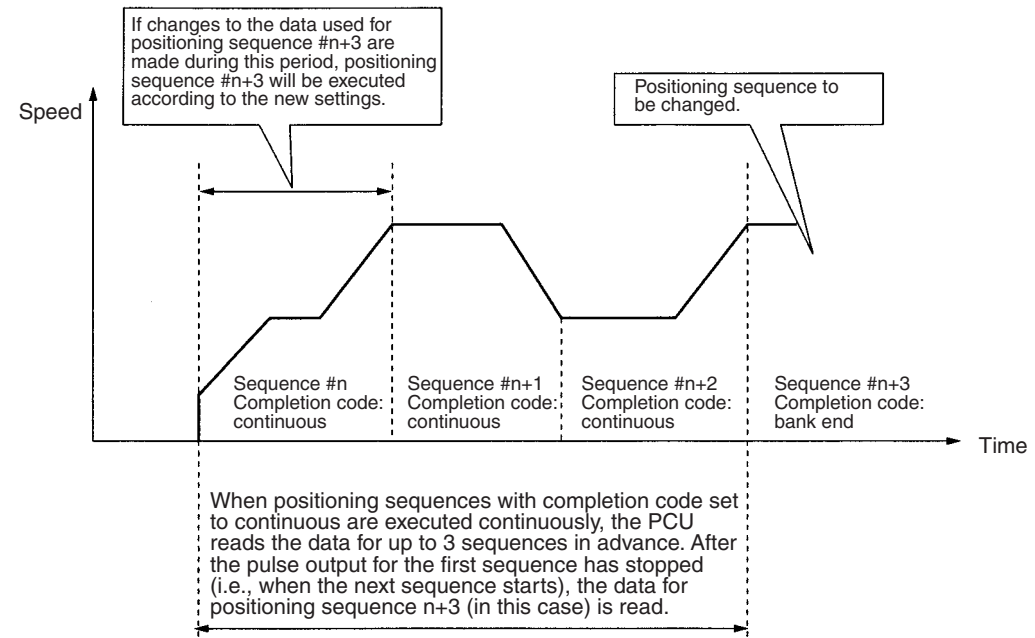 If changes to the data used for
positioning sequence #n+3 are
made during this period, positioning
sequence #n+3 will be executed
according to the new settings.
Positioning sequence to
be changed.
Speed
Sequence #n
Completion code:
continuous
Sequence #n+1
Completion code:
continuous
Sequence #n+2
Completion code:
continuous
Sequence #n+3
Completion code:
bank end
Time
When positioning sequences with completion code set
to continuous are executed continuously, the PCU
reads the data for up to 3 sequences in advance. After
the pulse output for the first sequence has stopped
(i.e., when the next sequence starts), the data for
positioning sequence n+3 (in this case) is read.